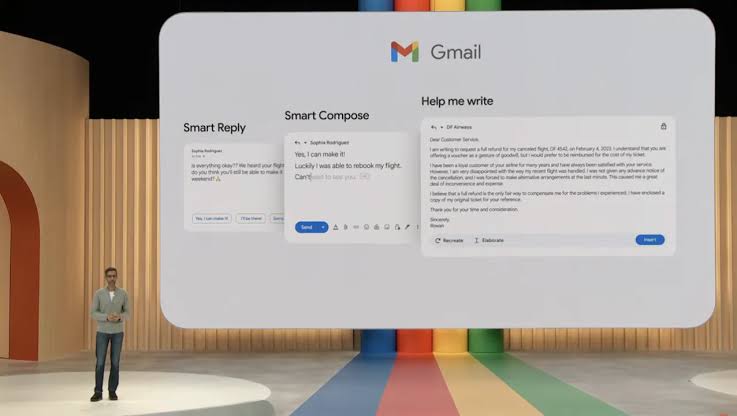 Gmail
Smart Reply
Sophia Rodriguez
Is everything okay?? We heard your flight
do you think you'll still be able to make it
weekend? 🙏
Yes, I can make it!
I'll be there!
Smart Compose
Sophia Rodriguez
Yes, I can make it!
Luckily I was able to rebook my flight.
Can't wait to see you.
Send
Help me write
DF Airways
Dear Customer Service,
I am writing to request a full refund for my canceled flight, DF 4542, on February 4, 2023. I understand that you are
offering a voucher as a gesture of goodwill, but I would prefer to be reimbursed for the cost of my ticket.
I have been a loyal customer of your airline for many years and have always been satisfied with your service.
However, I am very disappointed with the way my recent flight was handled. I was not given any advance notice of
the cancellation, and I was forced to make alternative arrangements at the last minute. This caused me a great
deal of inconvenience and expense.
I believe that a full refund is the only fair way to compensate me for the problems I experienced. I have enclosed a
copy of my original ticket for your reference.
Thank you for your time and consideration.
Sincerely,
Rowan
Recreate
Elaborate
Insert